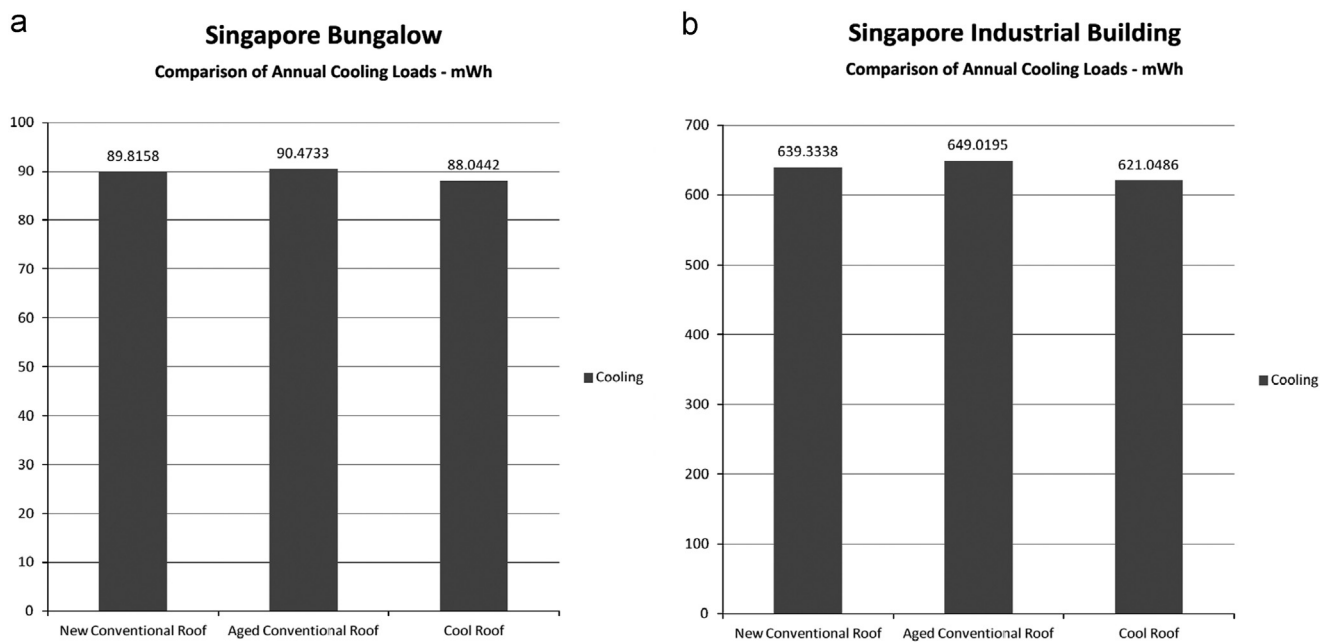 a
Singapore Bungalow
Comparison of Annual Cooling Loads - mWh
100
90
80
70
60
50
40
30
20
10
0
89.8158
90.4733
88.0442
New Conventional Roof
Aged Conventional Roof
Cool Roof
Cooling
b
Singapore Industrial Building
Comparison of Annual Cooling Loads - mWh
700
600
500
400
300
200
100
0
639.3338
649.0195
621.0486
New Conventional Roof
Aged Conventional Roof
Cool Roof
Cooling